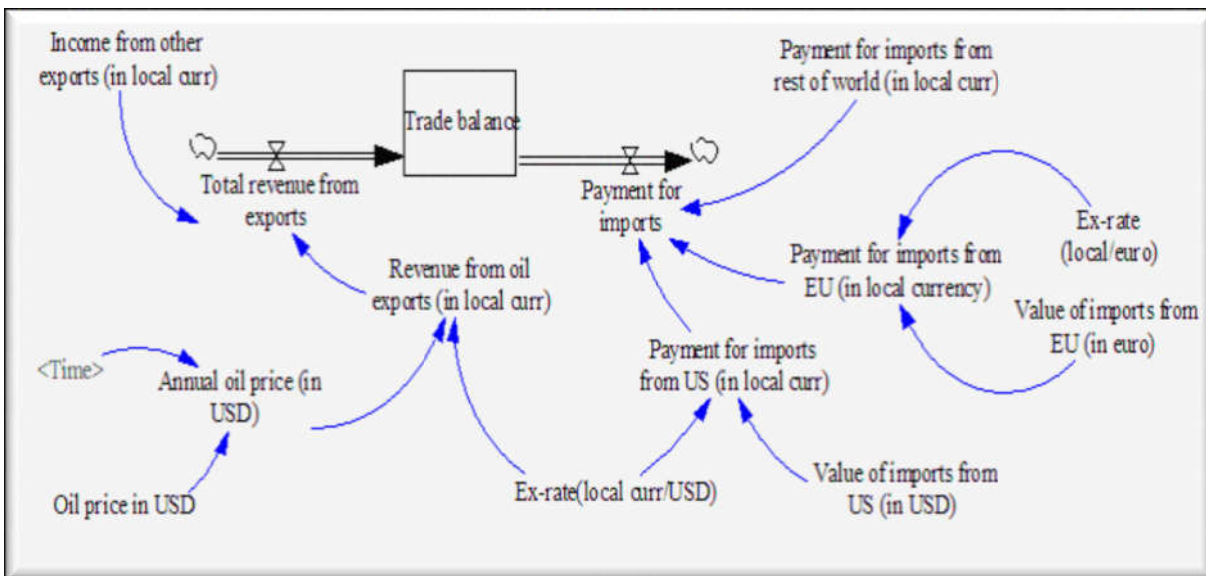 Income from other
exports (in local curr)
Payment for imports from
rest of world (in local curr)
Trade balance
Total revenue from
exports
Payment for
imports
Ex-rate
(local/euro)
Payment for imports from
EU (in local currency)
Revenue from oil
exports (in local curr)
Value of imports from
EU (in euro)
Payment for imports
from US (in local curr)
<Time>
Annual oil price (in
USD)
Oil price in USD
Ex-rate(local curr/USD)
Value of imports from
US (in USD)